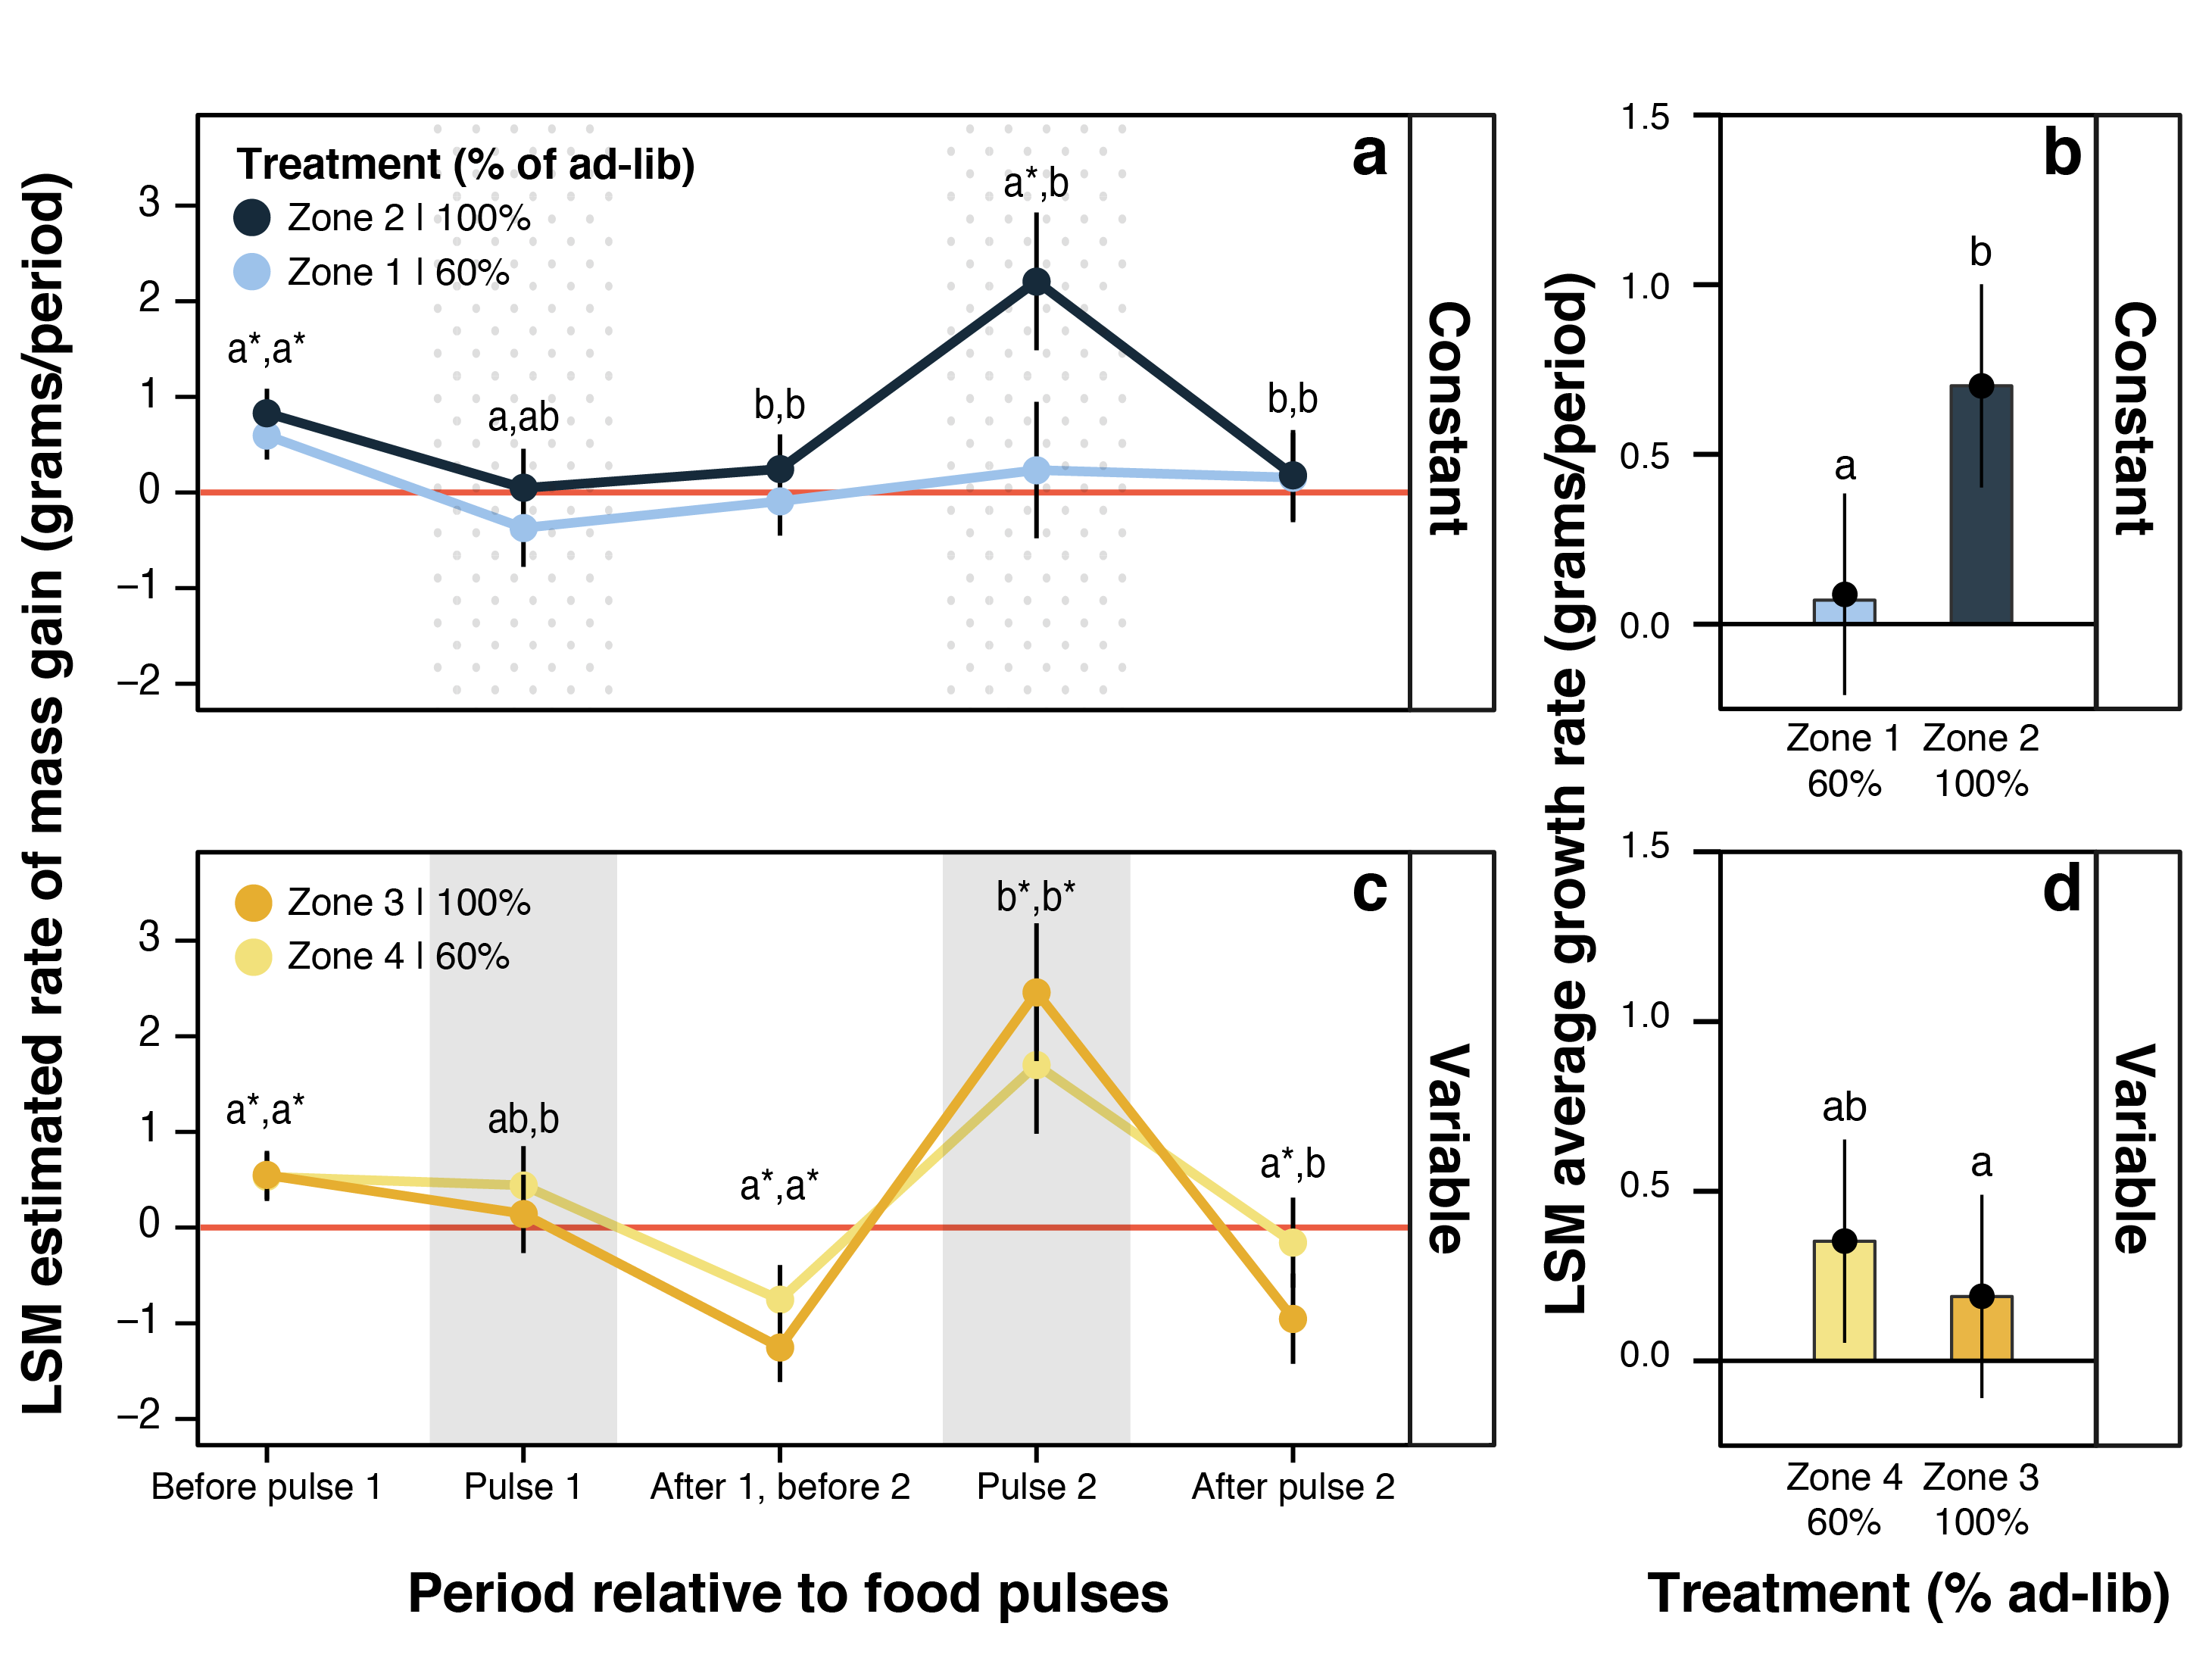 LSM estimated rate of mass gain (grams/period)
a
Treatment (% of ad-lib)
Zone 2 | 100%
Zone 1 | 60%
3
2
1
0
−1
−2
a*,a*
a,ab
b,b
a*,b
b,b
Constant
LSM average growth rate (grams/period)
b
1.5
1.0
0.5
0.0
a
b
Zone 1 Zone 2
60% 100%
Constant
c
Zone 3 | 100%
Zone 4 | 60%
3
2
1
0
−1
−2
a*,a*
ab,b
a*,a*
b*,b*
a*,b
Variable
Before pulse 1 Pulse 1 After 1, before 2 Pulse 2 After pulse 2
Period relative to food pulses
d
1.5
1.0
0.5
0.0
ab
a
Variable
Zone 4 Zone 3
60% 100%
Treatment (% ad-lib)